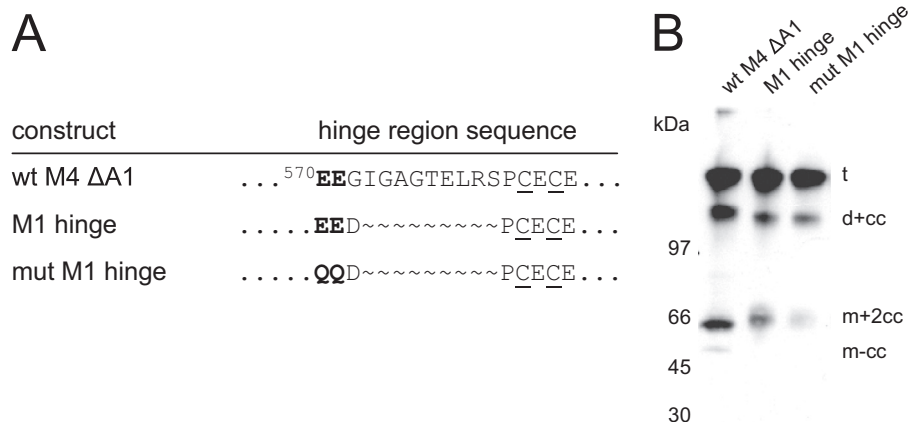 A
construct hinge region sequence
wt M4 ΔA1 ...⁵⁷⁰EEGIGAGTELRSPCECE...
M1 hinge .....EED~~~~~~~~~PCECE...
mut M1 hinge .....QQD~~~~~~~~~PCECE...
B
wt M4 ΔA1
M1 hinge
mut M1 hinge
kDa
t
d+cc
97
66 m+2cc
m-cc
45
30